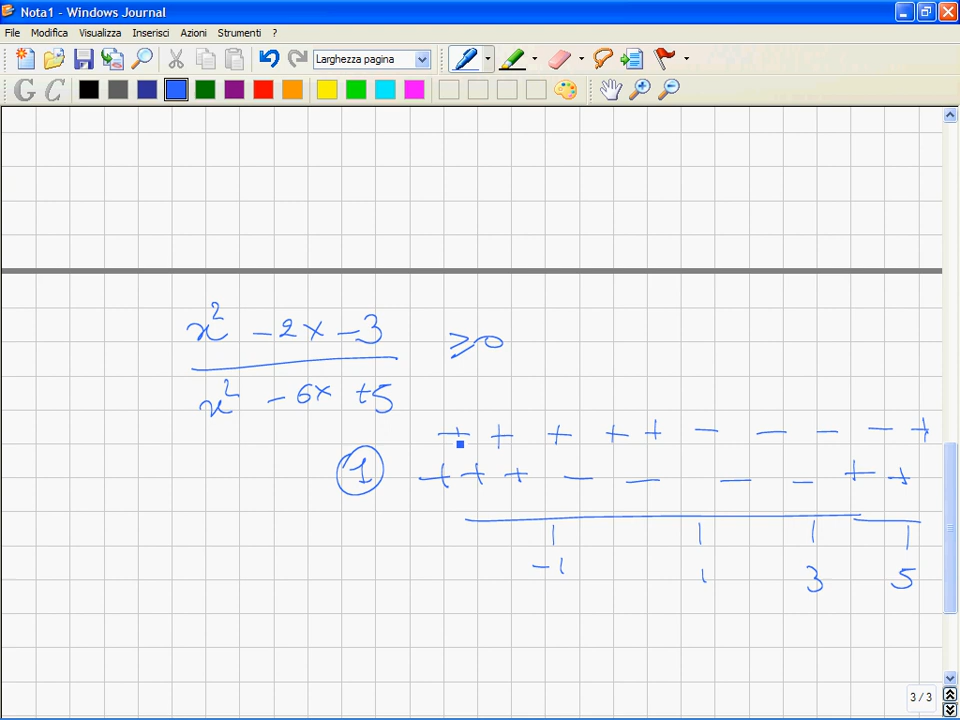 Nota1 - Windows Journal
File Modifica Visualizza Inserisci Azioni Strumenti ?
Larghezza pagina
G C
x² - 2x - 3
≥ 0
x² - 6x + 5
+ + + + + - - - - +
1 + + + - - - - + +
-1 1 3 5
3 / 3